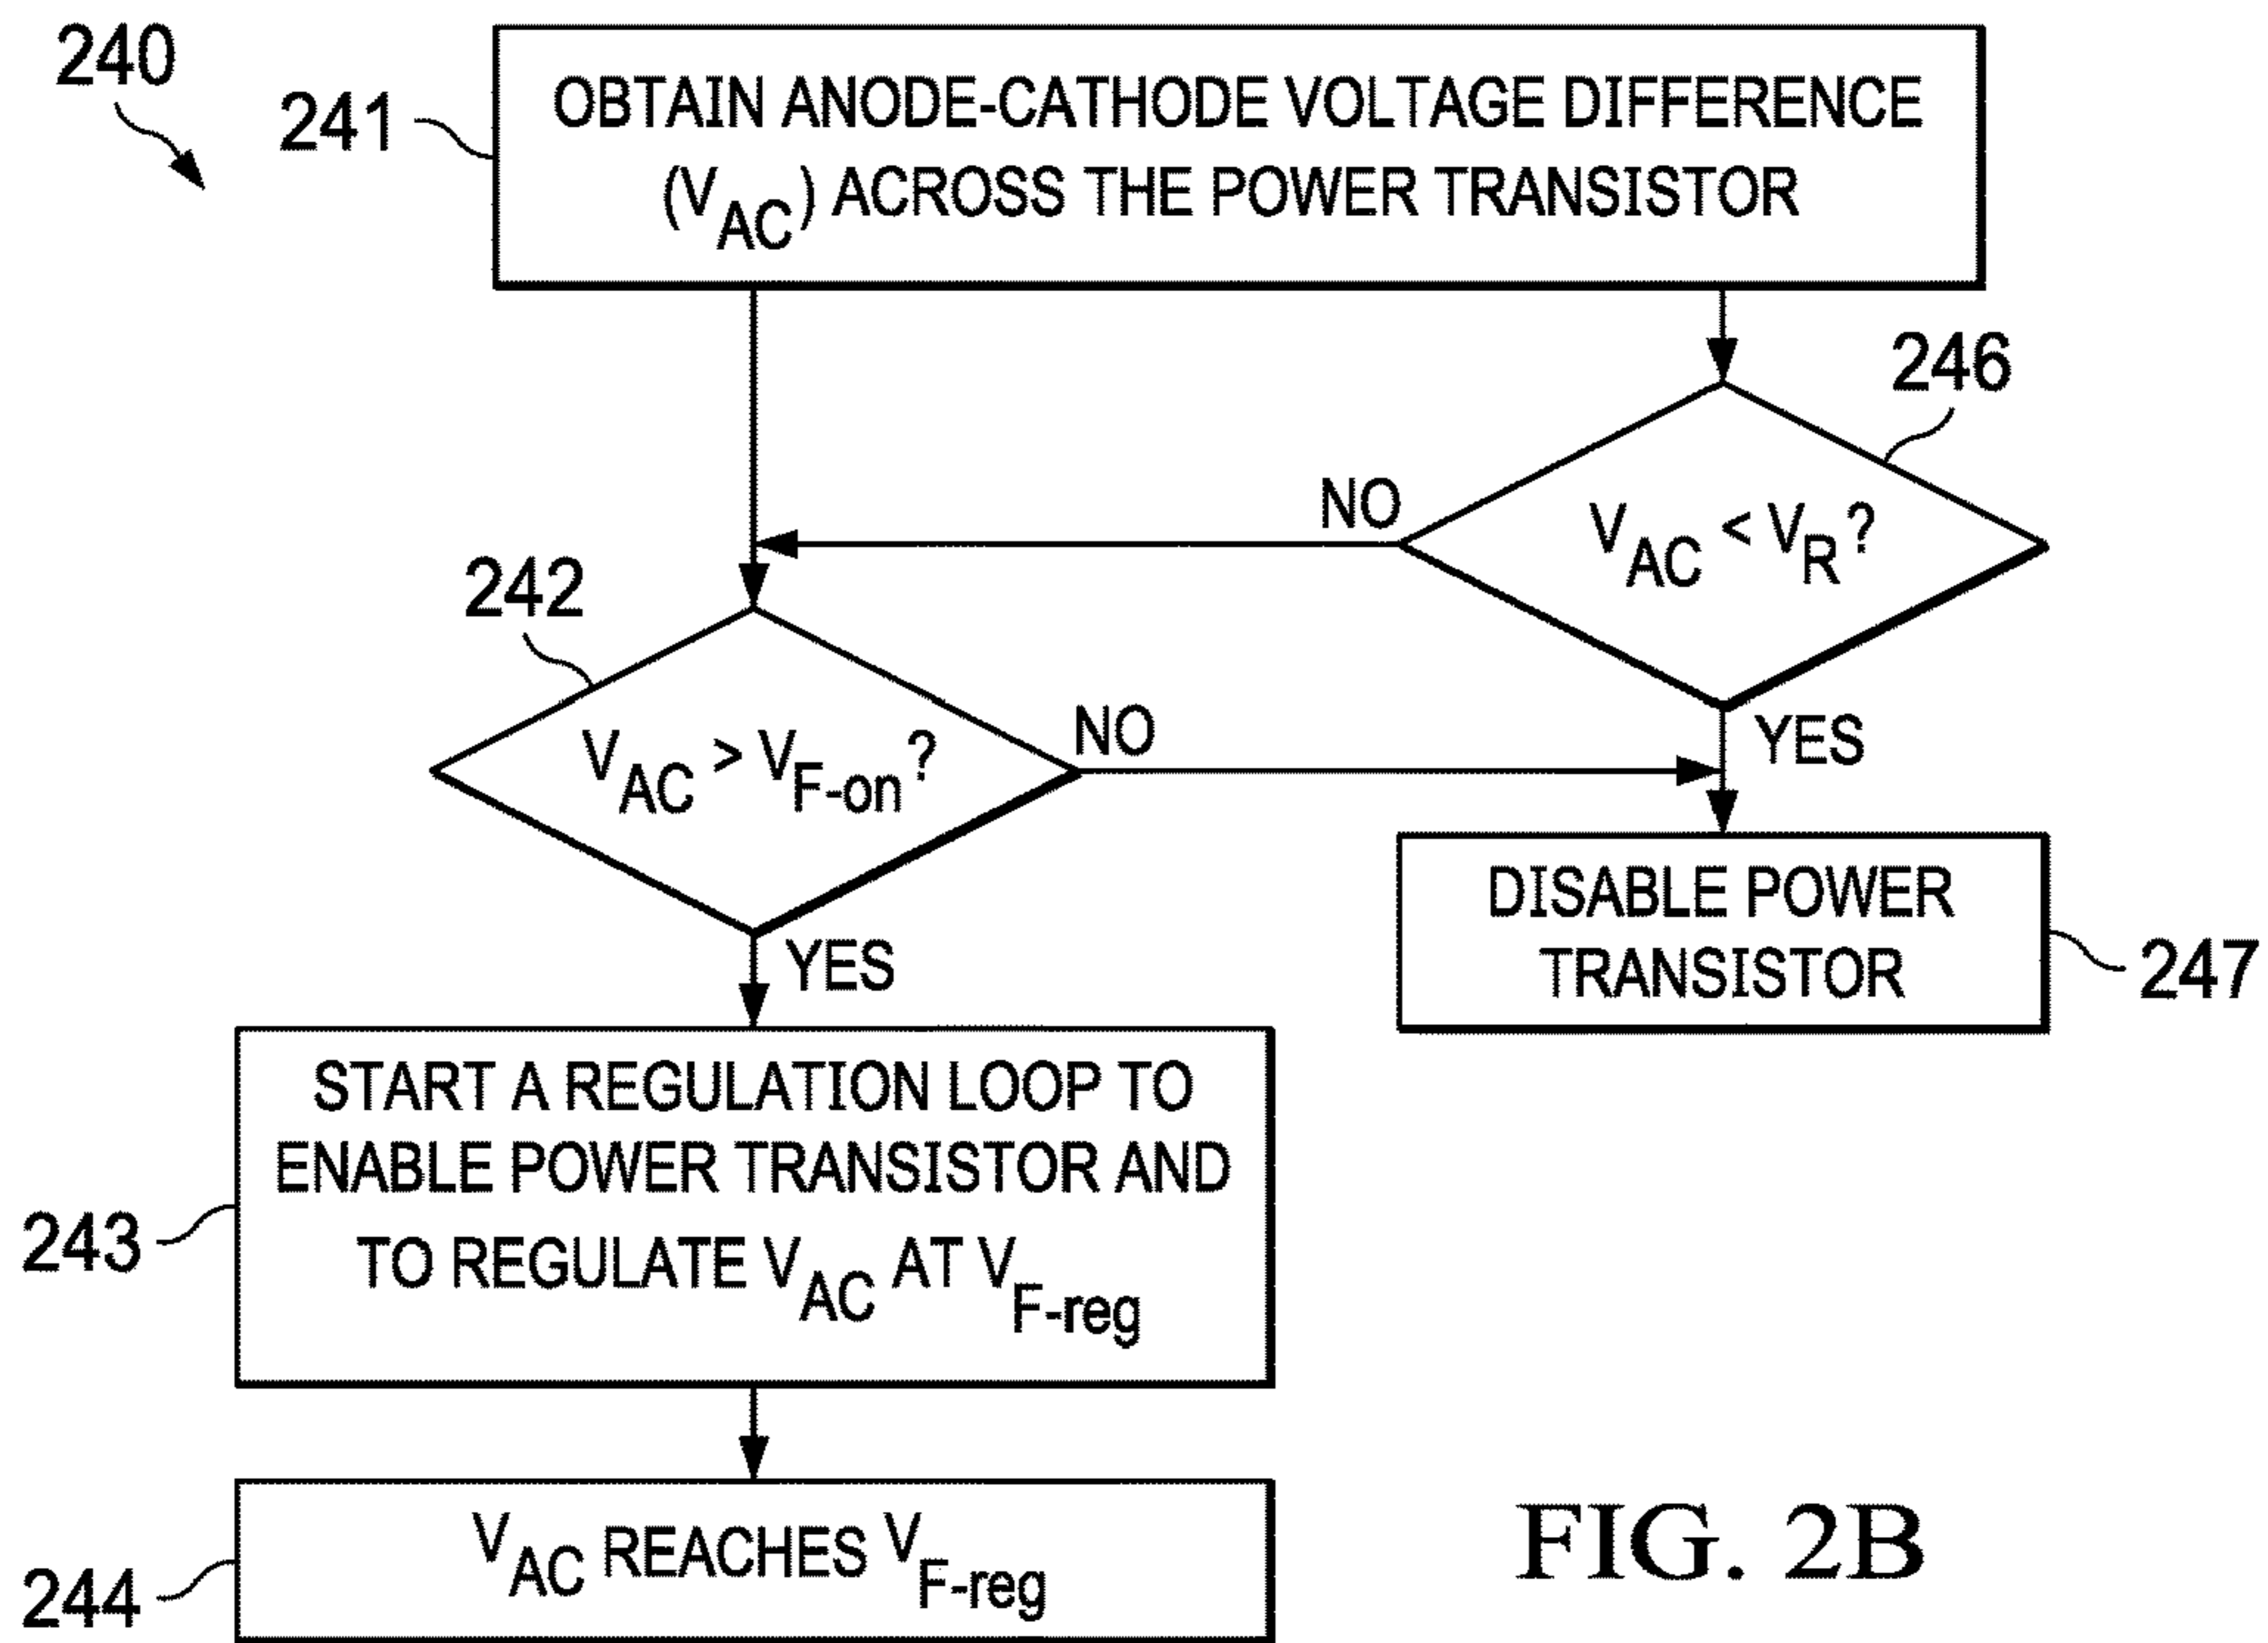 240
241
OBTAIN ANODE-CATHODE VOLTAGE DIFFERENCE
(VAC) ACROSS THE POWER TRANSISTOR
246
NO
VAC < VR?
YES
242
VAC > VF-on?
NO
YES
DISABLE POWER
TRANSISTOR
247
243
START A REGULATION LOOP TO
ENABLE POWER TRANSISTOR AND
TO REGULATE VAC AT VF-reg
244
VAC REACHES VF-reg
FIG. 2B